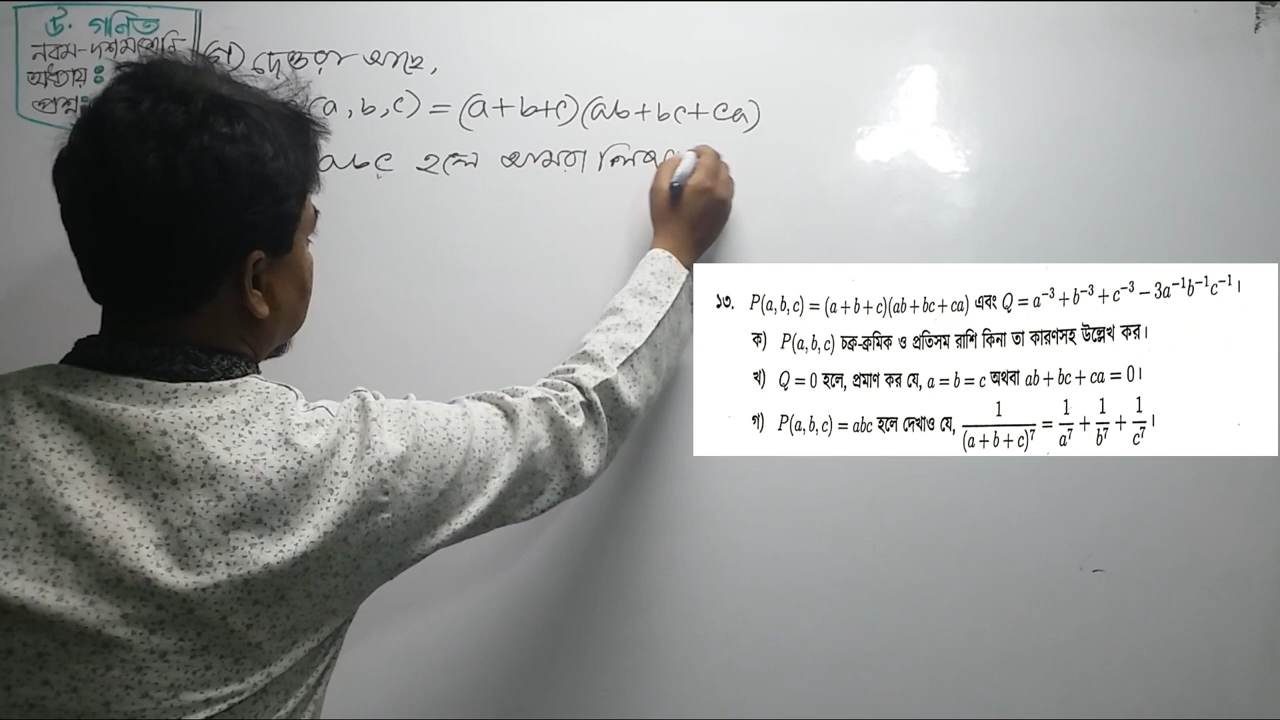 উ. গনিত
নবম-দশম শ্রেণি
অধ্যায়ঃ
প্রশ্নঃ
গ) দেওয়া আছে,
(a, b, c) = (a+b+c)(ab+bc+ca)
abc হলে আমরা
১৩. P(a, b, c) = (a + b + c)(ab + bc + ca) এবং Q = a⁻³ + b⁻³ + c⁻³ − 3a⁻¹b⁻¹c⁻¹।
ক) P(a, b, c) চক্র-ক্রমিক ও প্রতিসম রাশি কিনা তা কারণসহ উল্লেখ কর।
খ) Q = 0 হলে, প্রমাণ কর যে, a = b = c অথবা ab + bc + ca = 0।
গ) P(a, b, c) = abc হলে দেখাও যে, 1/(a + b + c)⁷ = 1/a⁷ + 1/b⁷ + 1/c⁷।